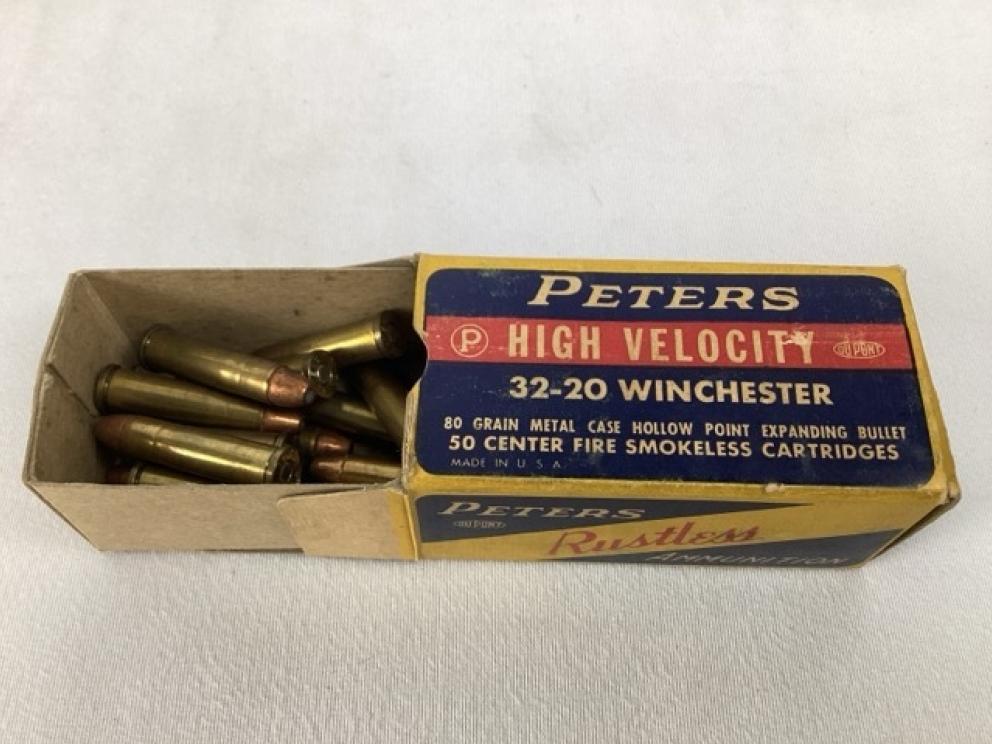 PETERS
P HIGH VELOCITY DU PONT
32-20 WINCHESTER
80 GRAIN METAL CASE HOLLOW POINT EXPANDING BULLET
50 CENTER FIRE SMOKELESS CARTRIDGES
MADE IN U.S.A.
PETERS
DU PONT
Rustless
AMMUNITION